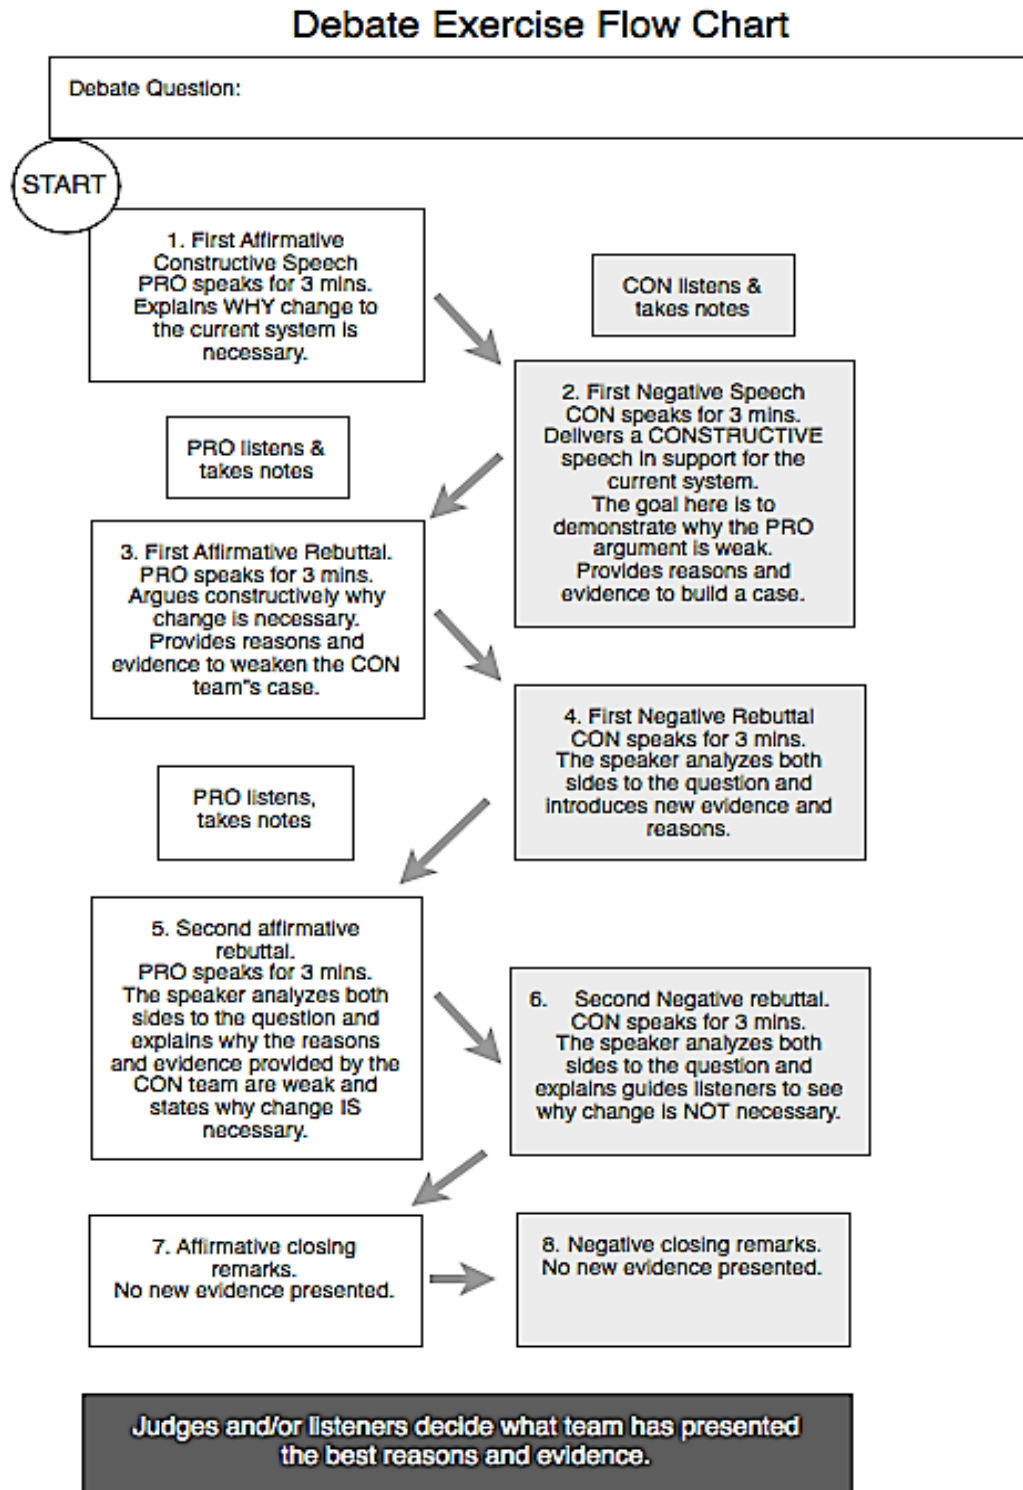 Debate Exercise Flow Chart
Debate Question:
START
1. First Affirmative
Constructive Speech
PRO speaks for 3 mins.
Explains WHY change to
the current system is
necessary.
CON listens &
takes notes
2. First Negative Speech
CON speaks for 3 mins.
Delivers a CONSTRUCTIVE
speech in support for the
current system.
The goal here is to
demonstrate why the PRO
argument is weak.
Provides reasons and
evidence to build a case.
PRO listens &
takes notes
3. First Affirmative Rebuttal.
PRO speaks for 3 mins.
Argues constructively why
change is necessary.
Provides reasons and
evidence to weaken the CON
team"s case.
4. First Negative Rebuttal
CON speaks for 3 mins.
The speaker analyzes both
sides to the question and
introduces new evidence and
reasons.
PRO listens,
takes notes
5. Second affirmative
rebuttal.
PRO speaks for 3 mins.
The speaker analyzes both
sides to the question and
explains why the reasons
and evidence provided by the
CON team are weak and
states why change IS
necessary.
6. Second Negative rebuttal.
CON speaks for 3 mins.
The speaker analyzes both
sides to the question and
explains guides listeners to see
why change is NOT necessary.
7. Affirmative closing
remarks.
No new evidence presented.
8. Negative closing remarks.
No new evidence presented.
Judges and/or listeners decide what team has presented
the best reasons and evidence.